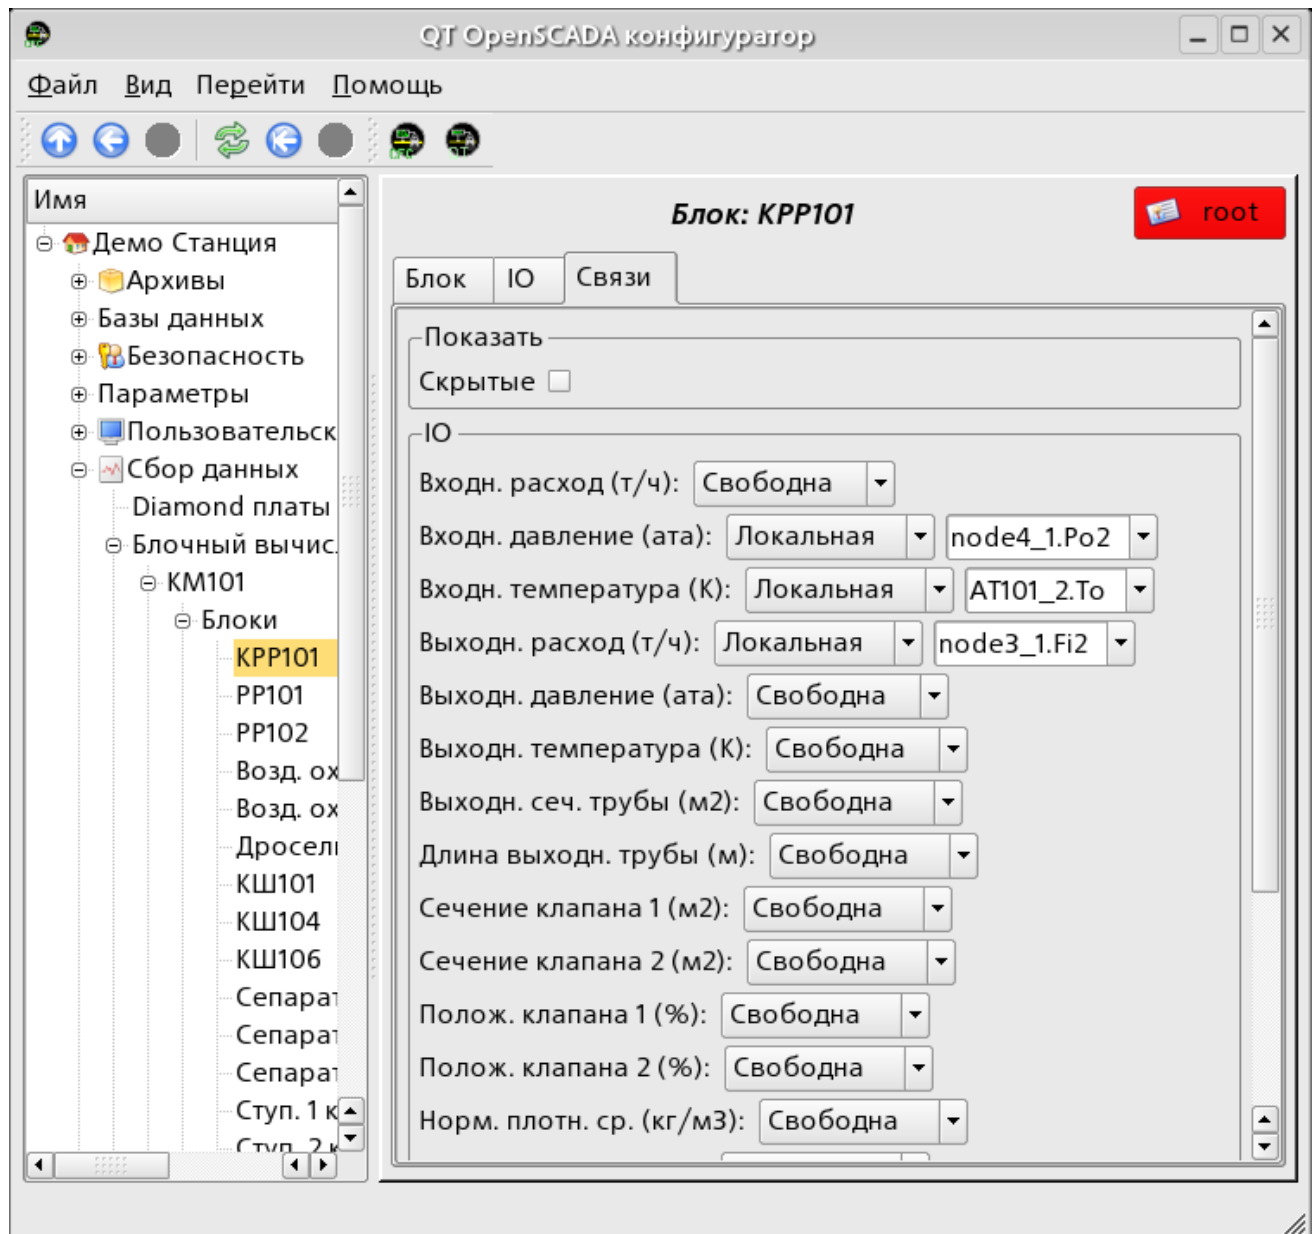 QT OpenSCADA конфигуратор
Файл Вид Перейти Помощь
Имя
Демо Станция
Архивы
Базы данных
Безопасность
Параметры
Пользовательск
Сбор данных
Diamond платы
Блочный вычис.
КМ101
Блоки
КРР101
РР101
РР102
Возд. ох
Возд. ох
Дросел
КШ101
КШ104
КШ106
Сепарат
Сепарат
Сепарат
Ступ. 1 к
Ступ. 2 к
Блок: КРР101
root
Блок IO Связи
Показать
Скрытые
IO
Входн. расход (т/ч): Свободна
Входн. давление (ата): Локальная node4_1.Po2
Входн. температура (К): Локальная AT101_2.To
Выходн. расход (т/ч): Локальная node3_1.Fi2
Выходн. давление (ата): Свободна
Выходн. температура (К): Свободна
Выходн. сеч. трубы (м2): Свободна
Длина выходн. трубы (м): Свободна
Сечение клапана 1 (м2): Свободна
Сечение клапана 2 (м2): Свободна
Полож. клапана 1 (%): Свободна
Полож. клапана 2 (%): Свободна
Норм. плотн. ср. (кг/м3): Свободна